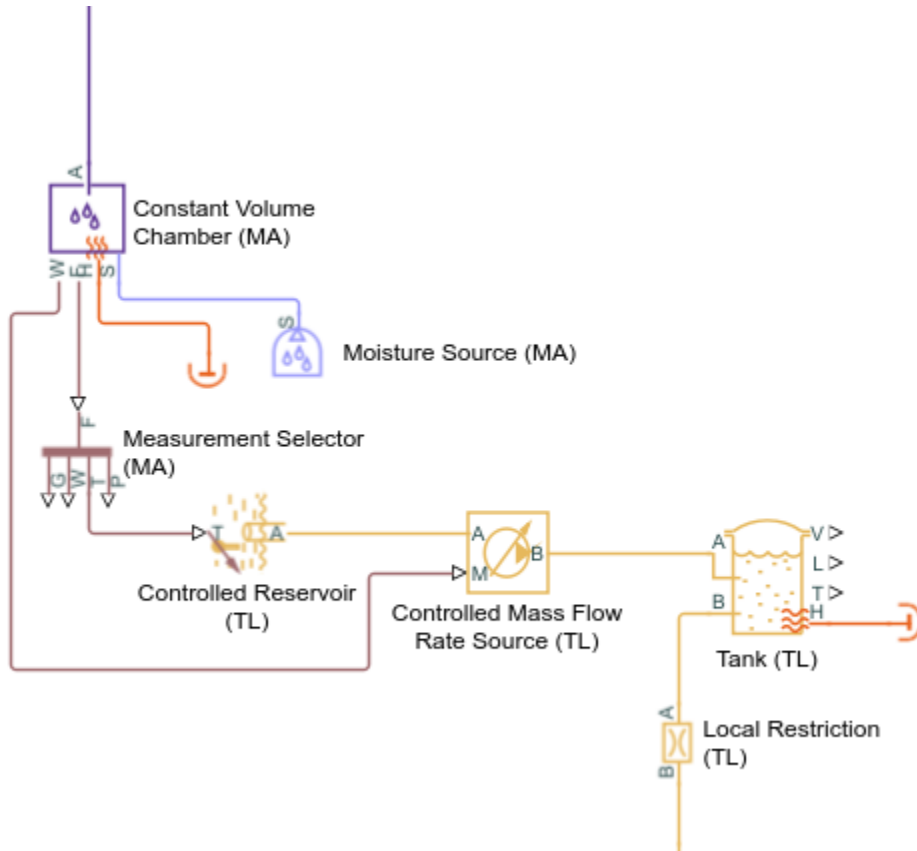 A
Constant Volume
Chamber (MA)
W
F
H
S
S
Moisture Source (MA)
F
Measurement Selector
(MA)
G
W
T
P
T
A
Controlled Reservoir
(TL)
A
B
M
Controlled Mass Flow
Rate Source (TL)
A
B
V
L
T
H
Tank (TL)
A
Local Restriction
(TL)
B